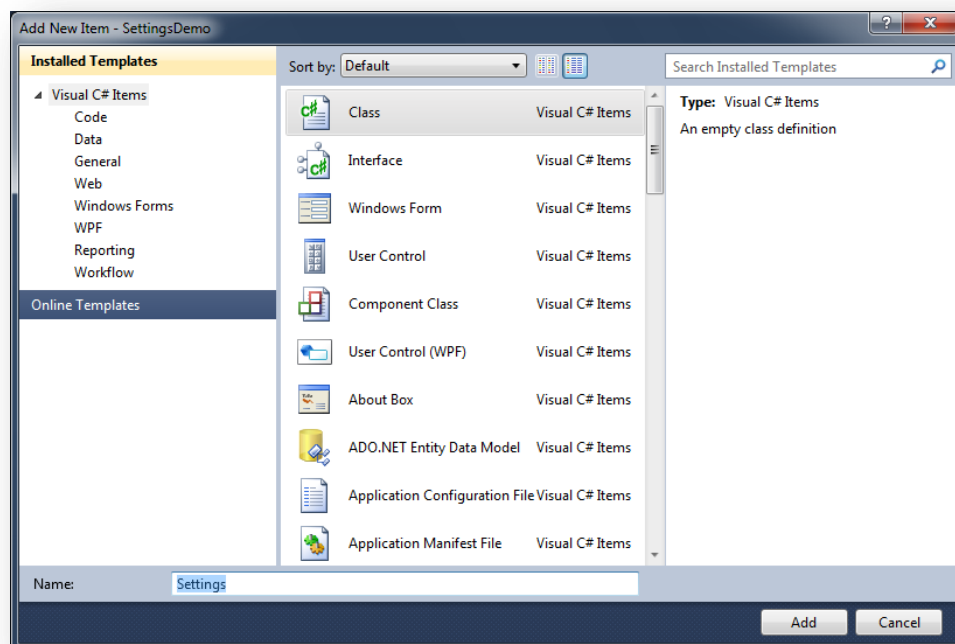 Add New Item - SettingsDemo
Installed Templates
Visual C# Items
Code
Data
General
Web
Windows Forms
WPF
Reporting
Workflow
Online Templates
Sort by: Default
Class Visual C# Items
Interface Visual C# Items
Windows Form Visual C# Items
User Control Visual C# Items
Component Class Visual C# Items
User Control (WPF) Visual C# Items
About Box Visual C# Items
ADO.NET Entity Data Model Visual C# Items
Application Configuration File Visual C# Items
Application Manifest File Visual C# Items
Search Installed Templates
Type: Visual C# Items
An empty class definition
Name: Settings
Add Cancel